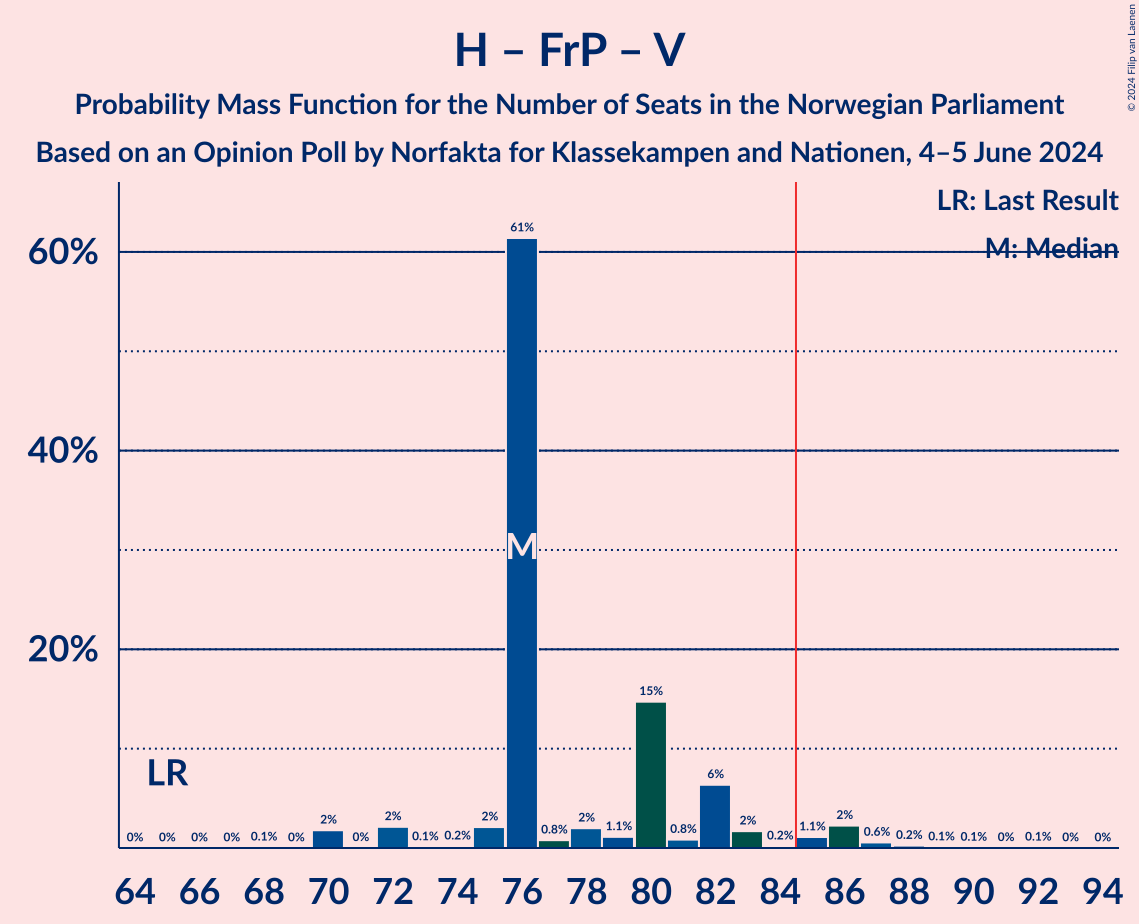 H – FrP – V
Probability Mass Function for the Number of Seats in the Norwegian Parliament
Based on an Opinion Poll by Norfakta for Klassekampen and Nationen, 4–5 June 2024
© 2024 Filip van Laenen
LR: Last Result
M: Median
60%
40%
20%
LR
M
0% 0% 0% 0% 0.1% 0% 2% 0% 2% 0.1% 0.2% 2% 61% 0.8% 2% 1.1% 15% 0.8% 6% 2% 0.2% 1.1% 2% 0.6% 0.2% 0.1% 0.1% 0% 0.1% 0% 0%
64 66 68 70 72 74 76 78 80 82 84 86 88 90 92 94